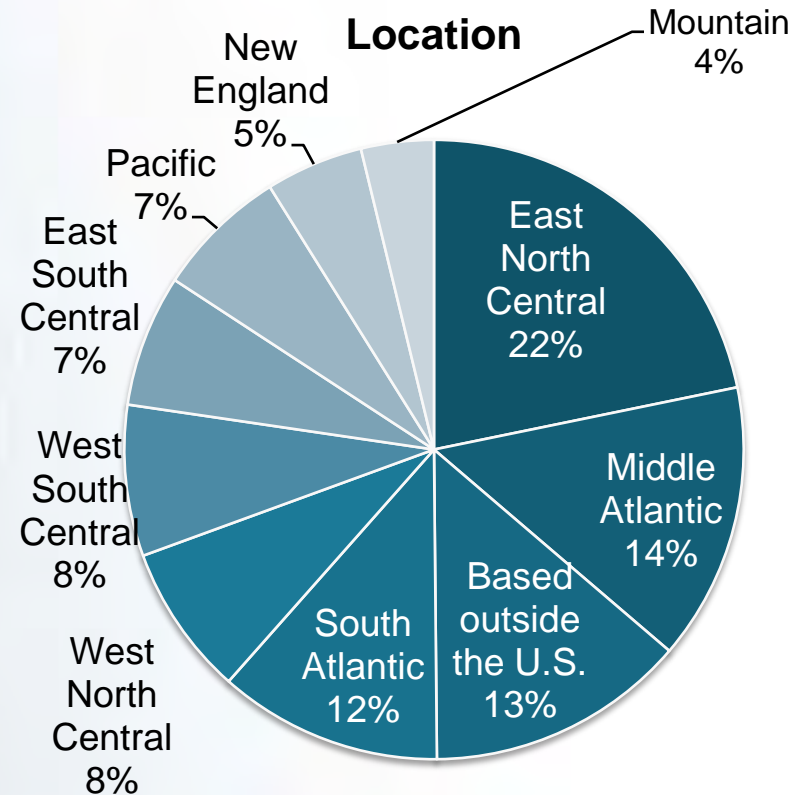 Location
Mountain
4%
New
England
5%
Pacific
7%
East
South
Central
7%
West
South
Central
8%
West
North
Central
8%
South
Atlantic
12%
Based
outside
the U.S.
13%
Middle
Atlantic
14%
East
North
Central
22%